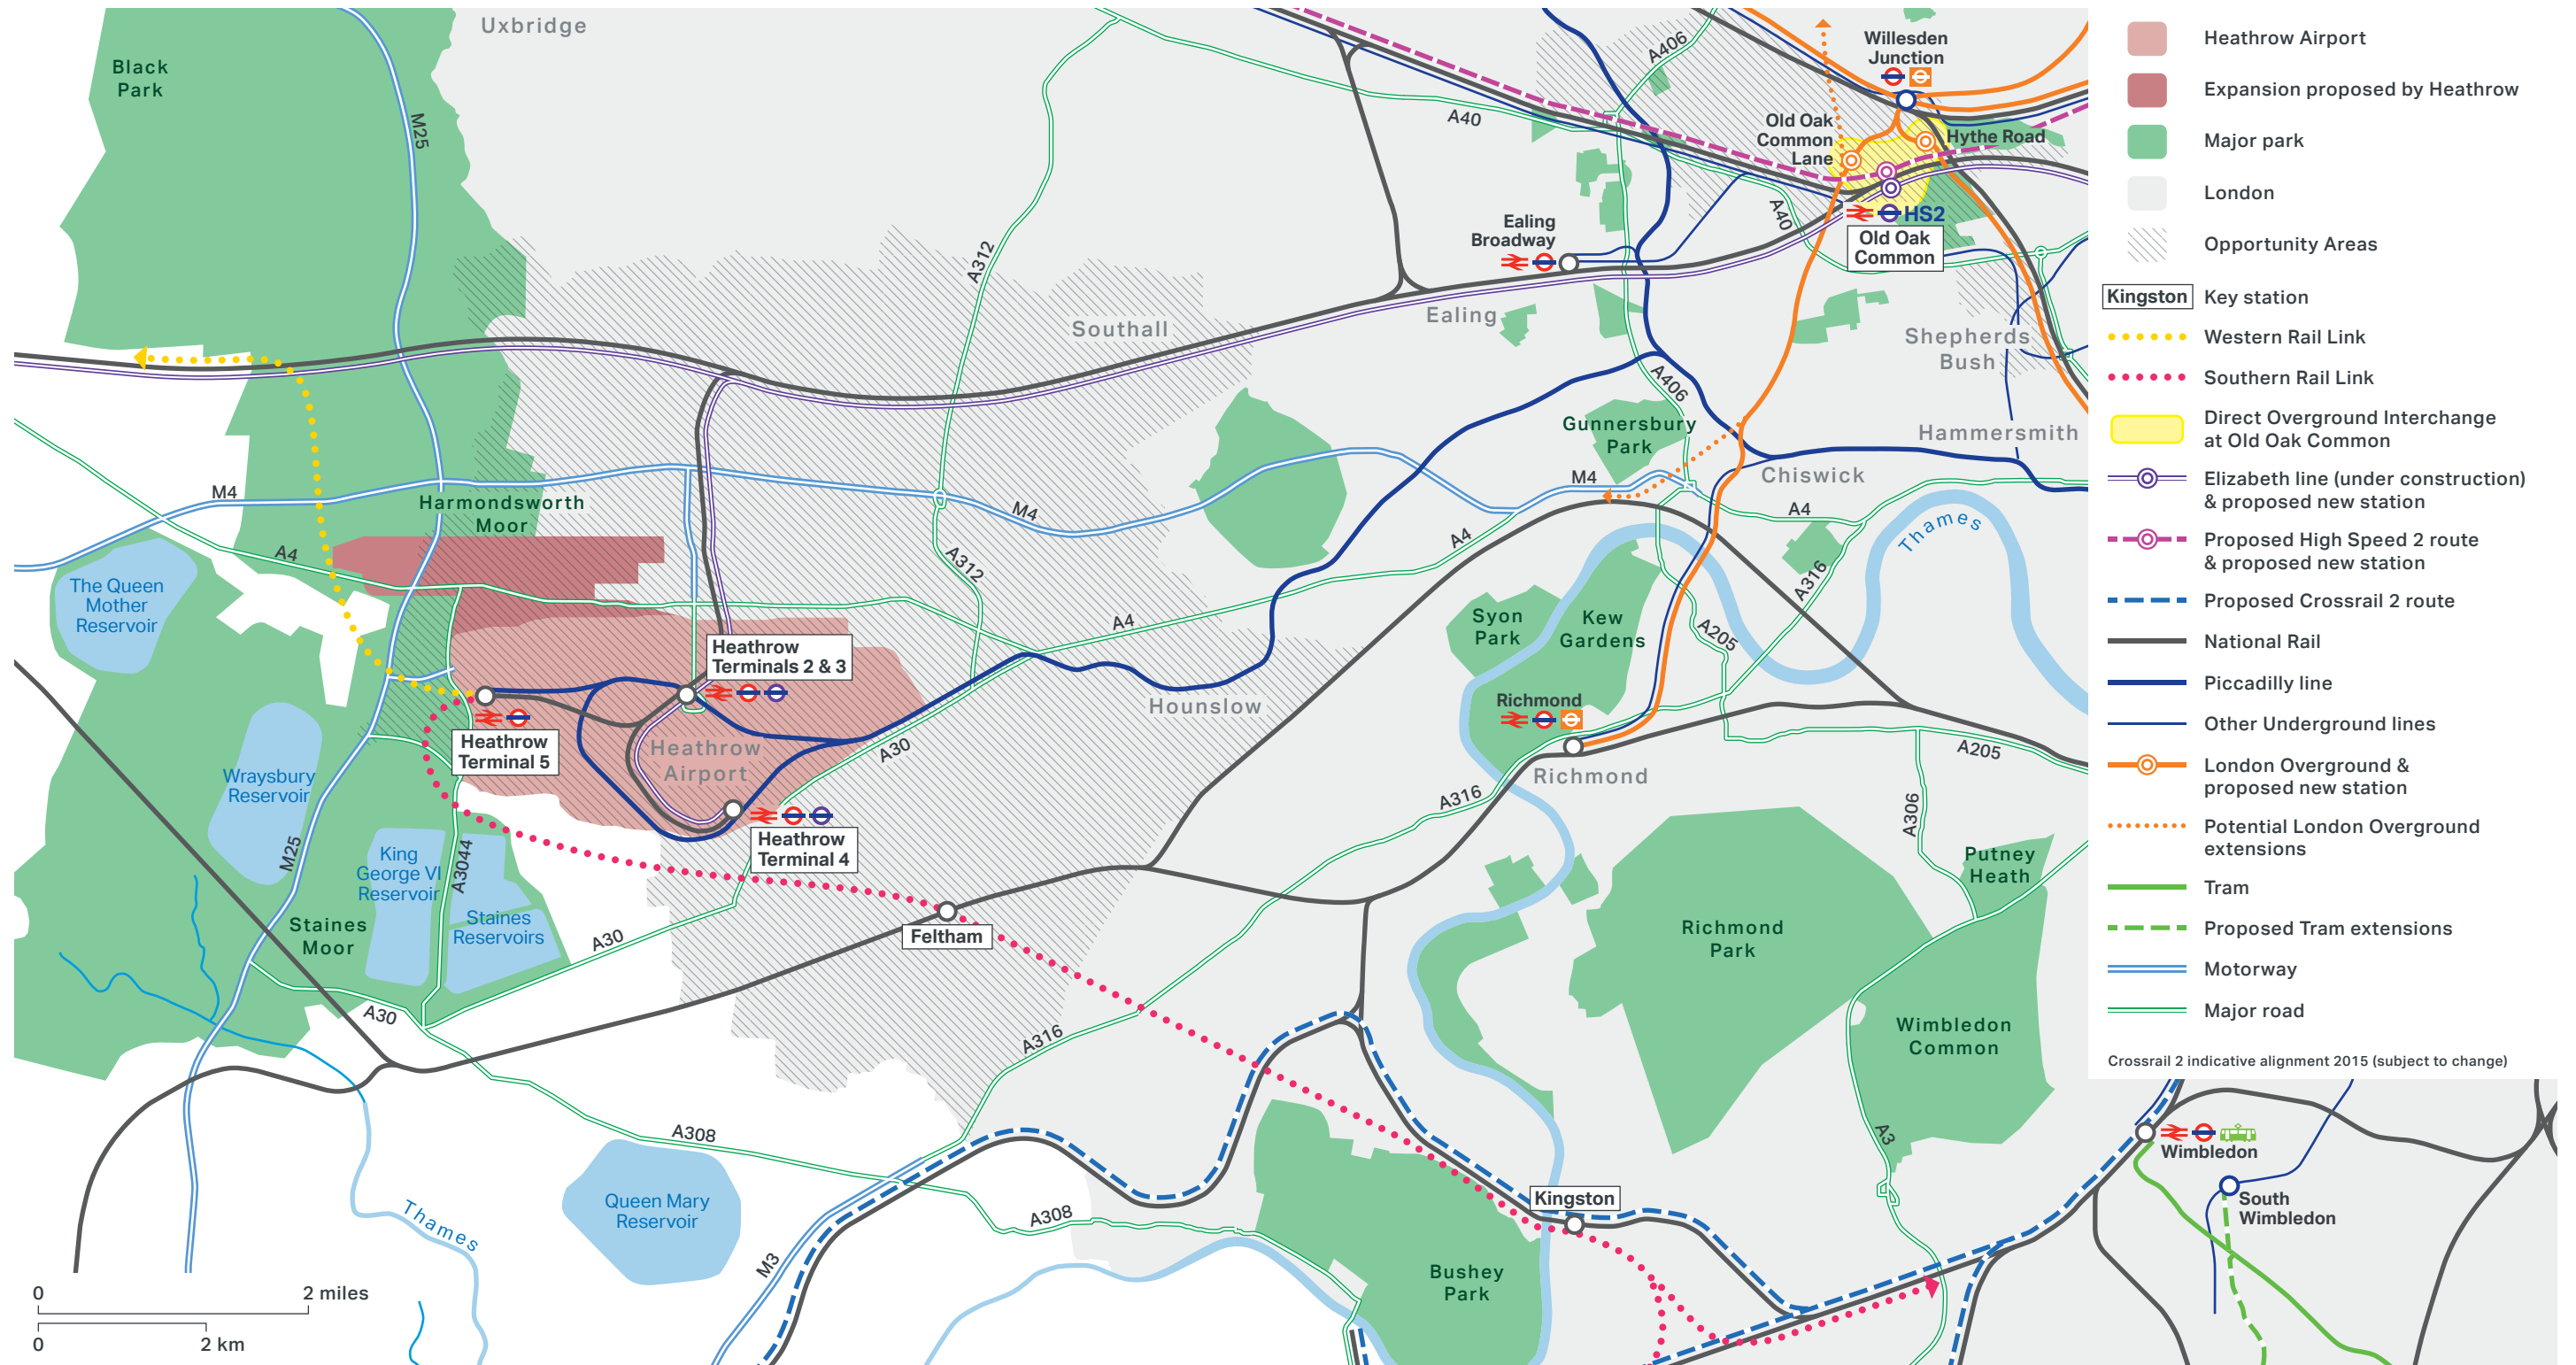 Uxbridge
Black
Park
M25
A312
A40
A406
Willesden
Junction
Old Oak
Common
Lane
Hythe Road
HS2
Old Oak
Common
A40
Ealing
Broadway
Southall
Ealing
Shepherds
Bush
A406
Gunnersbury
Park
Hammersmith
Chiswick
M4
Harmondsworth
Moor
M4
M4
A4
Thames
A4
A4
A312
The Queen
Mother
Reservoir
A316
Syon
Park
Kew
Gardens
A205
A4
Heathrow
Terminals 2 & 3
Hounslow
Richmond
Heathrow
Terminal 5
Heathrow
Airport
A30
Richmond
A205
Wraysbury
Reservoir
A316
A306
Heathrow
Terminal 4
M25
King
George VI
Reservoir
A3044
Putney
Heath
Staines
Moor
Staines
Reservoirs
A30
Feltham
Richmond
Park
A30
A316
Wimbledon
Common
A308
A3
Wimbledon
Queen Mary
Reservoir
Thames
Kingston
South
Wimbledon
A308
M3
Bushey
Park
0
2 miles
0
2 km
Heathrow Airport
Expansion proposed by Heathrow
Major park
London
Opportunity Areas
Kingston
Key station
Western Rail Link
Southern Rail Link
Direct Overground Interchange
at Old Oak Common
Elizabeth line (under construction)
& proposed new station
Proposed High Speed 2 route
& proposed new station
Proposed Crossrail 2 route
National Rail
Piccadilly line
Other Underground lines
London Overground &
proposed new station
Potential London Overground
extensions
Tram
Proposed Tram extensions
Motorway
Major road
Crossrail 2 indicative alignment 2015 (subject to change)